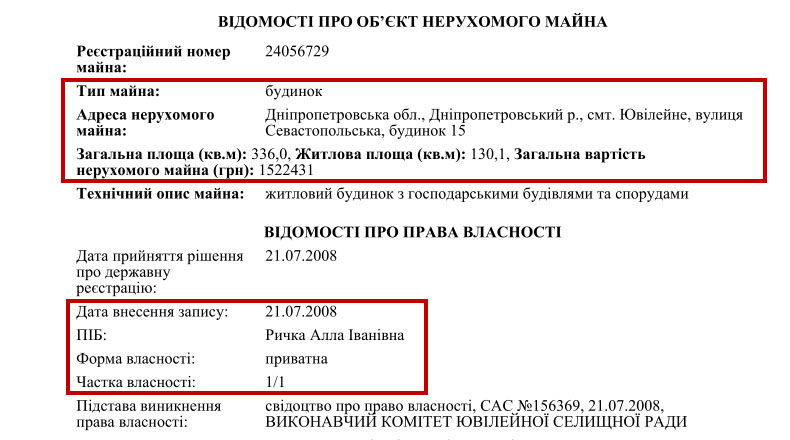 ВІДОМОСТІ ПРО ОБ’ЄКТ НЕРУХОМОГО МАЙНА
Реєстраційний номер майна: 24056729
Тип майна: будинок
Адреса нерухомого майна: Дніпропетровська обл., Дніпропетровський р., смт. Ювілейне, вулиця
Севастопольська, будинок 15
Загальна площа (кв.м): 336,0, Житлова площа (кв.м): 130,1, Загальна вартість
нерухомого майна (грн): 1522431
Технічний опис майна: житловий будинок з господарськими будівлями та спорудами
ВІДОМОСТІ ПРО ПРАВА ВЛАСНОСТІ
Дата прийняття рішення 21.07.2008
про державну
реєстрацію:
Дата внесення запису: 21.07.2008
ПІБ: Ричка Алла Іванівна
Форма власності: приватна
Частка власності: 1/1
Підстава виникнення свідоцтво про право власності, САС №156369, 21.07.2008,
права власності: ВИКОНАВЧИЙ КОМІТЕТ ЮВІЛЕЙНОЇ СЕЛИЩНОЇ РАДИ